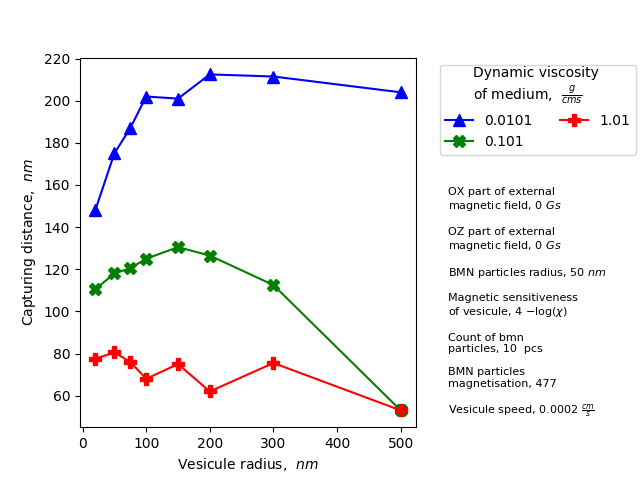 220
200
180
160
140
120
100
80
60
Capturing distance, nm
0
100
200
300
400
500
Vesicule radius, nm
Dynamic viscosity
of medium, g/cms
0.0101
0.101
1.01
OX part of external
magnetic field, 0 Gs
OZ part of external
magnetic field, 0 Gs
BMN particles radius, 50 nm
Magnetic sensitiveness
of vesicule, 4 −log(χ)
Count of bmn
particles, 10 pcs
BMN particles
magnetisation, 477
Vesicule speed, 0.0002 cm/s